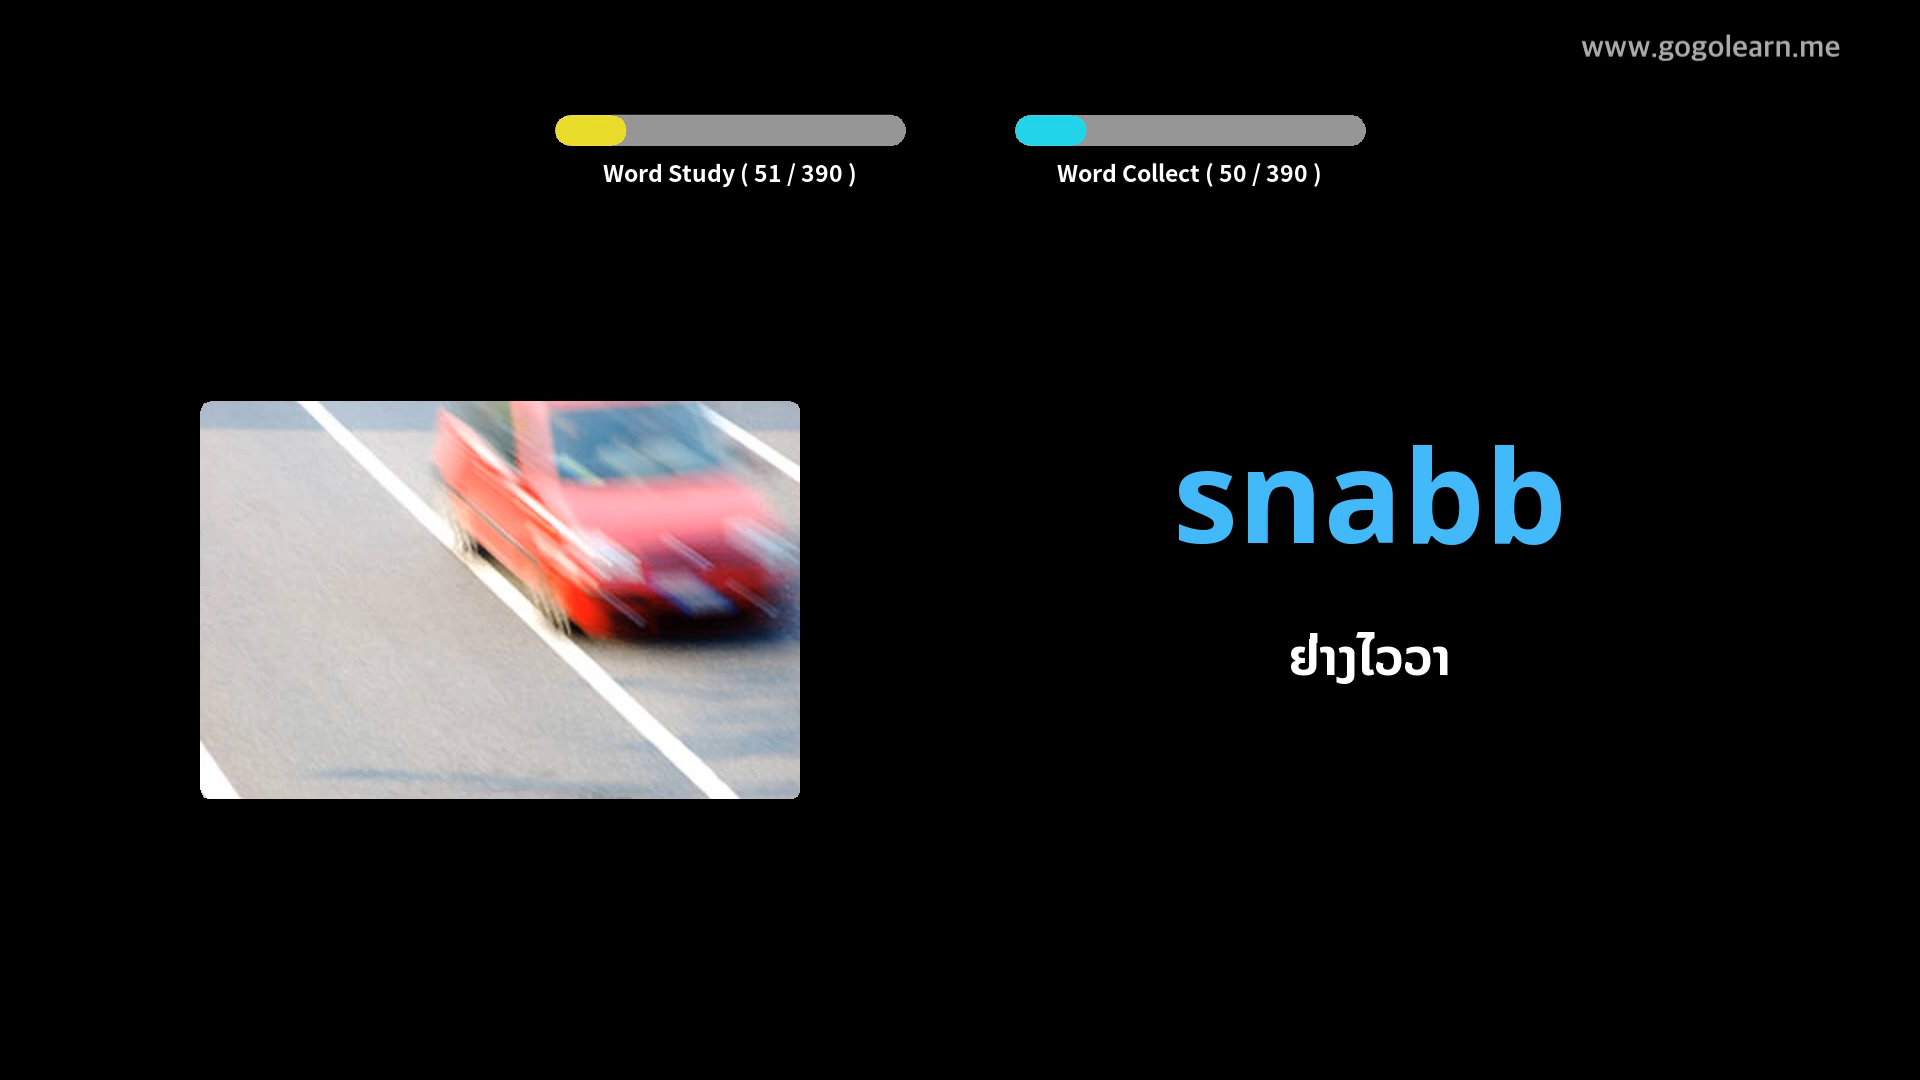 www.gogolearn.me
Word Study ( 51 / 390 )
Word Collect ( 50 / 390 )
snabb
ຢ່າງໄວວາ